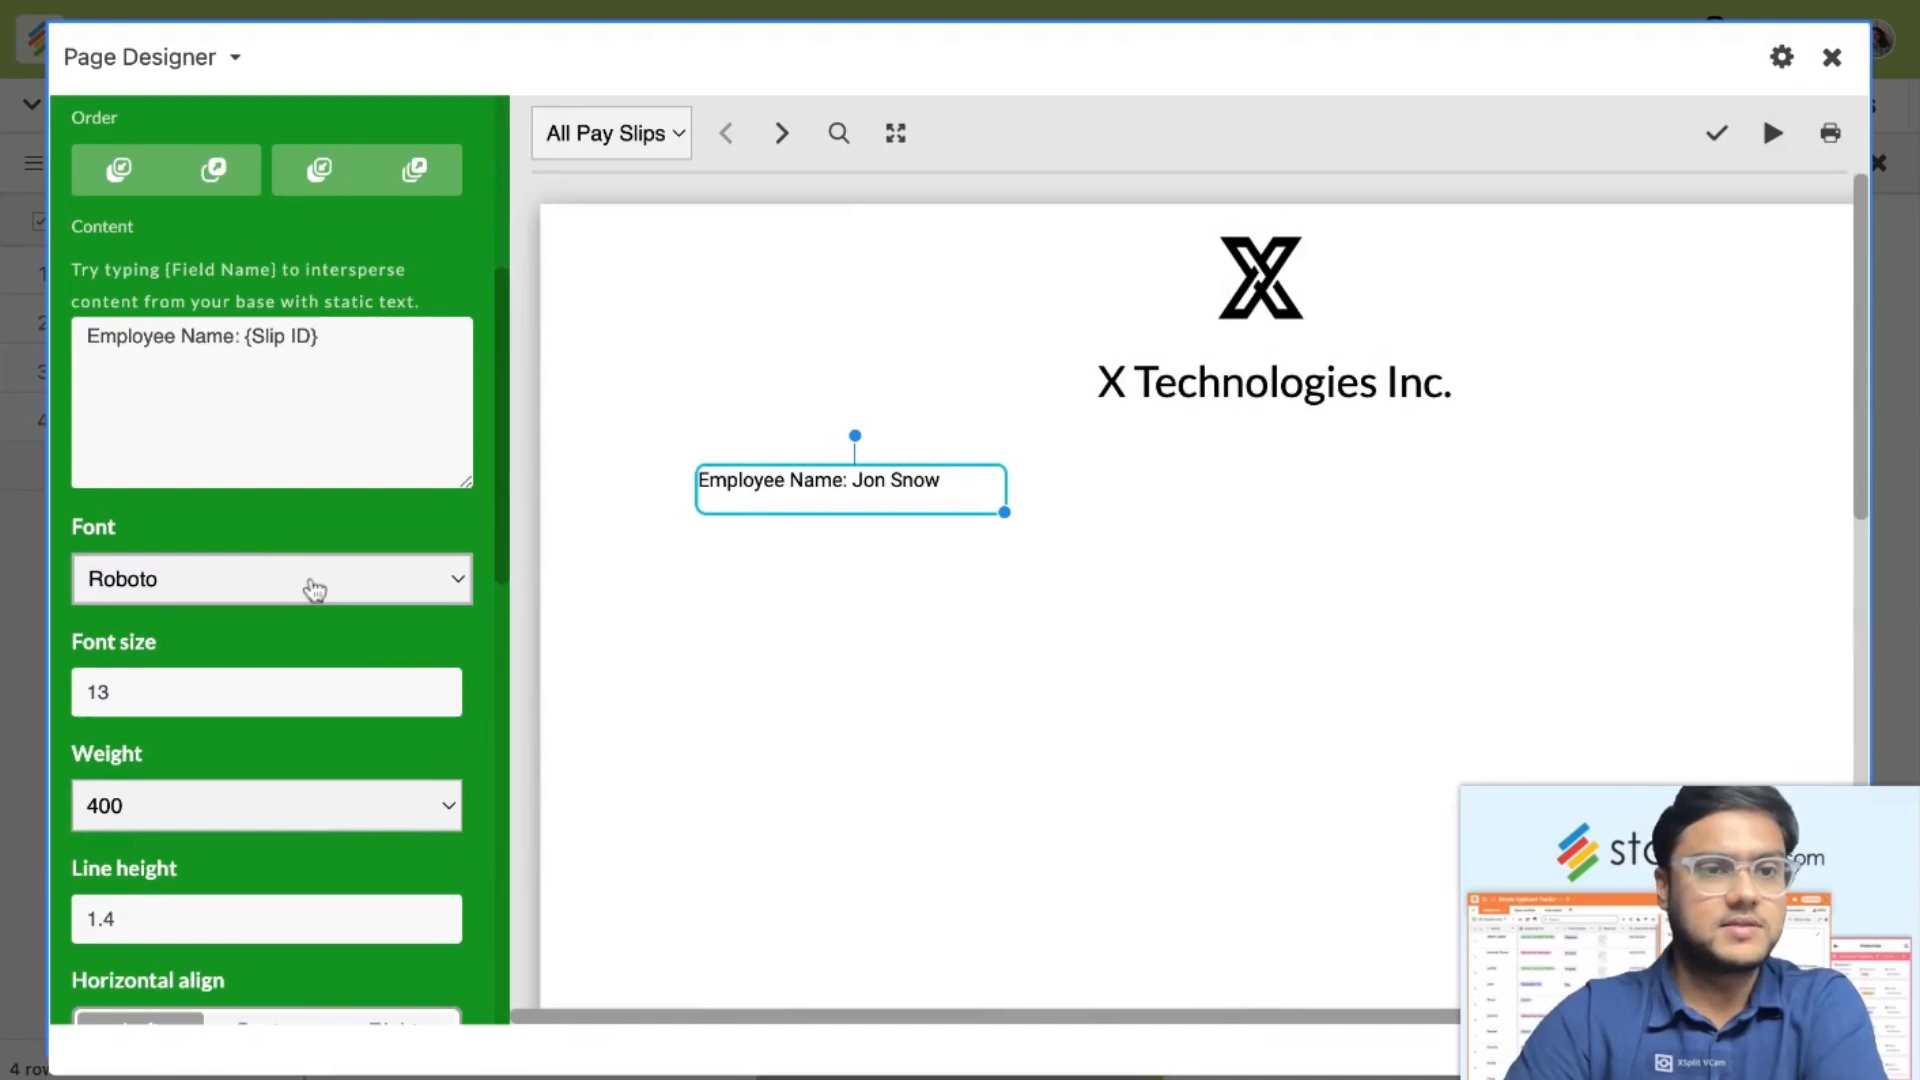 Page Designer
Order
Content
Try typing {Field Name} to intersperse
content from your base with static text.
Employee Name: {Slip ID}
Font
Roboto
Font size
13
Weight
400
Line height
1.4
Horizontal align
All Pay Slips
X Technologies Inc.
Employee Name: Jon Snow
XSplit VCam